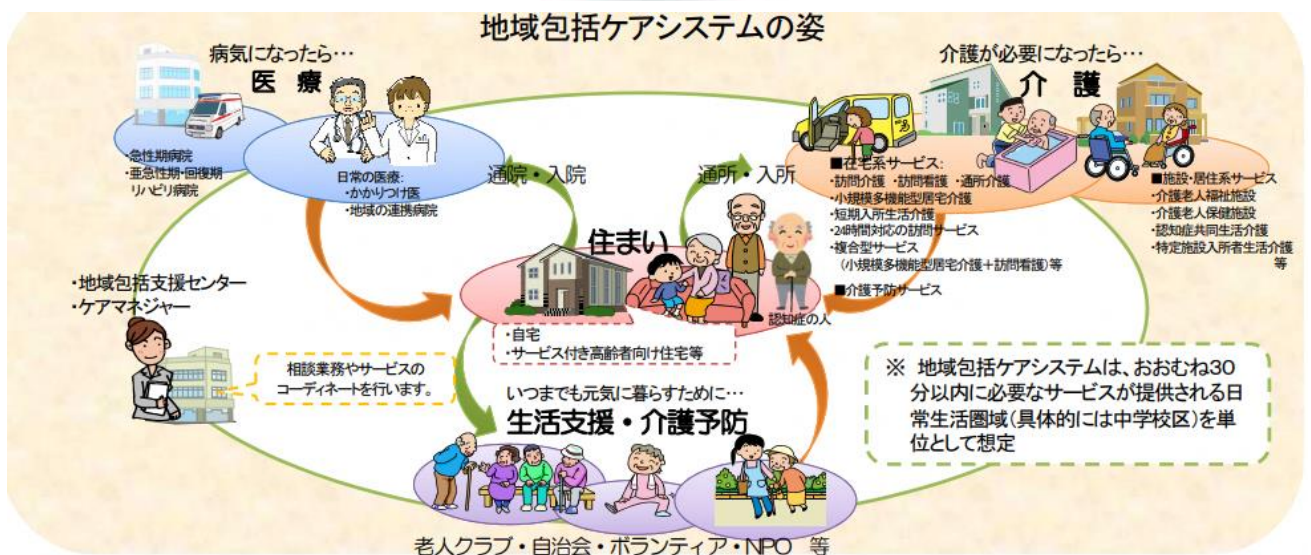 地域包括ケアシステムの姿
病気になったら…
医 療
・急性期病院
・亜急性期・回復期
リハビリ病院
日常の医療:
・かかりつけ医
・地域の連携病院
通院・入院
通所・入所
介護が必要になったら…
介 護
■在宅系サービス:
・訪問介護 ・訪問看護 ・通所介護
・小規模多機能型居宅介護
・短期入所生活介護
・24時間対応の訪問サービス
・複合型サービス
(小規模多機能型居宅介護+訪問看護)等
■介護予防サービス
■施設・居住系サービス
・介護老人福祉施設
・介護老人保健施設
・認知症共同生活介護
・特定施設入所者生活介護
等
住まい
・自宅
・サービス付き高齢者向け住宅等
認知症の人
・地域包括支援センター
・ケアマネジャー
相談業務やサービスの
コーディネートを行います。
いつまでも元気に暮らすために…
生活支援・介護予防
老人クラブ・自治会・ボランティア・NPO 等
※ 地域包括ケアシステムは、おおむね30
分以内に必要なサービスが提供される日
常生活圏域(具体的には中学校区)を単
位として想定